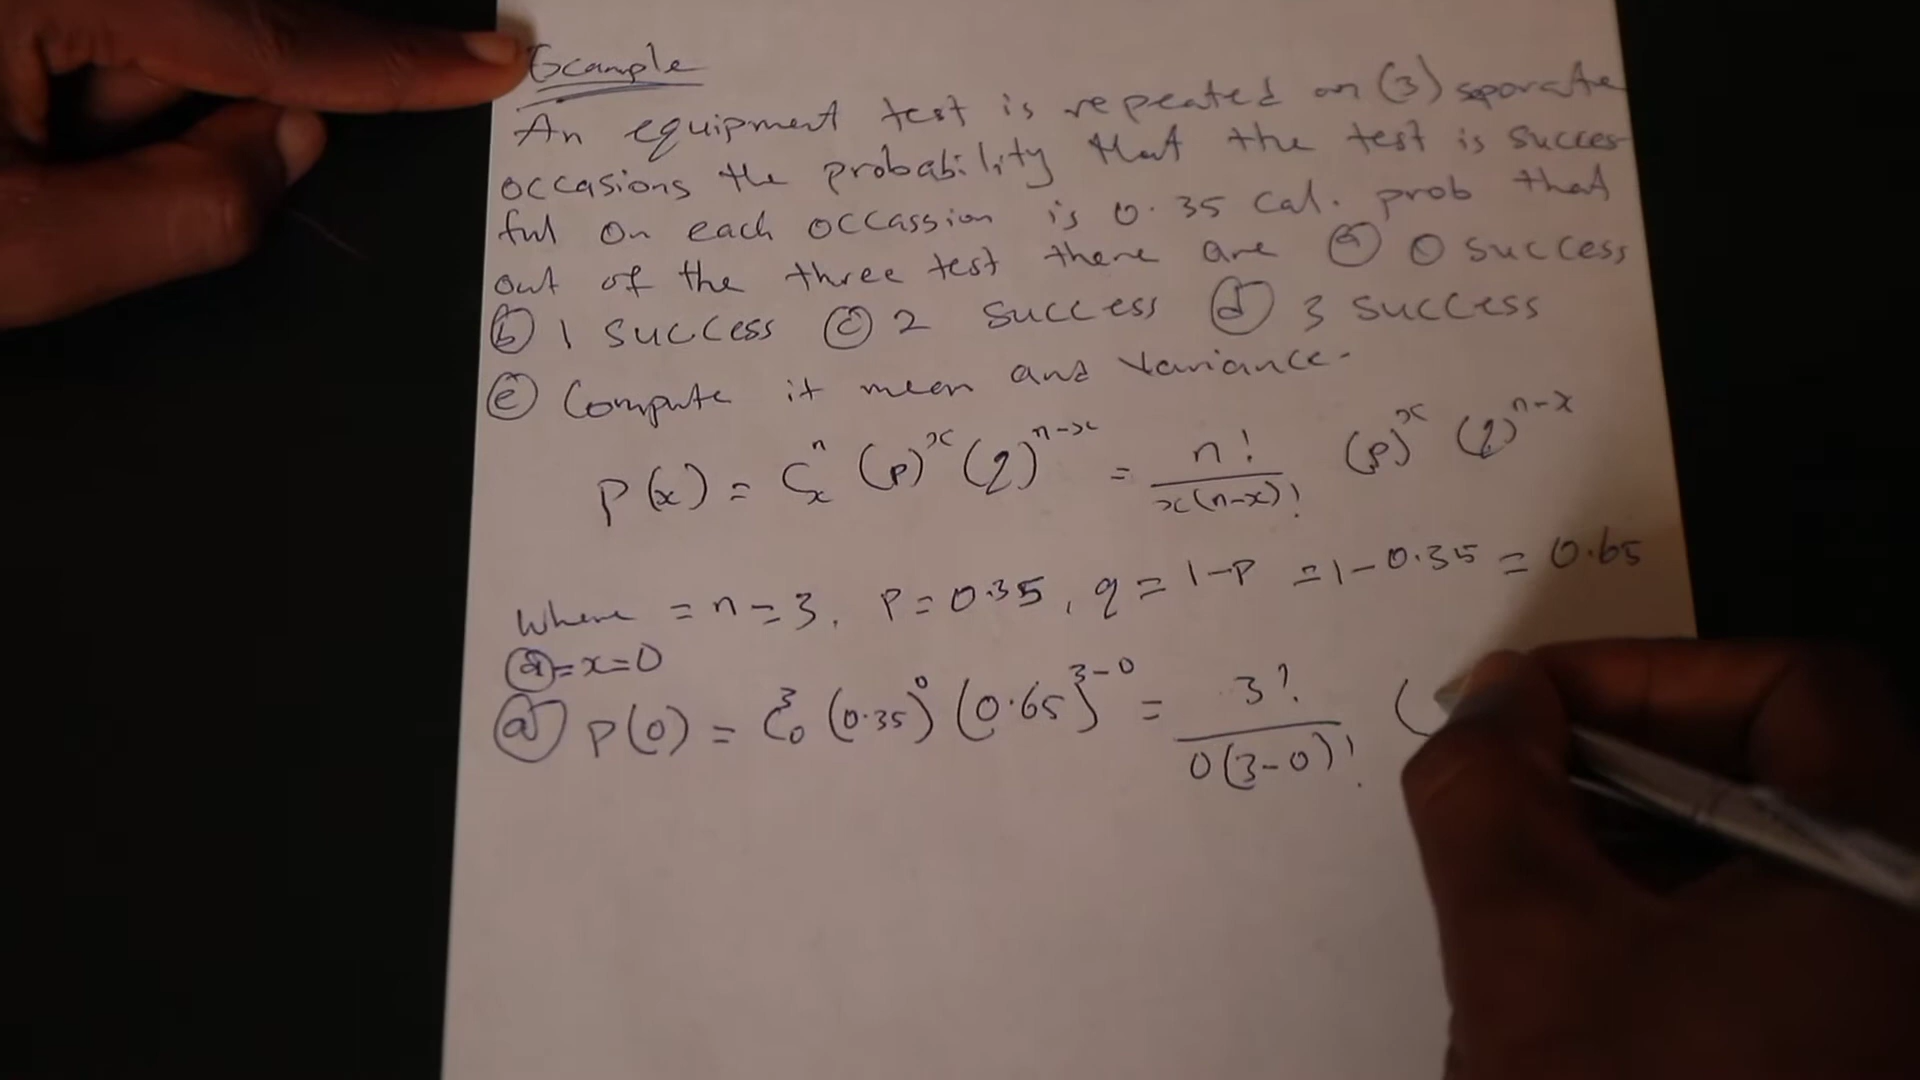 Example
An equipment test is repeated on (3) separate
occasions the probability that the test is succes
ful on each occassion is 0.35 Cal. prob that
out of the three test there are (a) 0 success
(b) 1 success (c) 2 success (d) 3 success
(e) Compute it mean and variance.
P(x) = C^n_x (p)^x (q)^{n-x} = n!/x(n-x)! (p)^x (q)^{n-x}
Where = n = 3, P = 0.35, q = 1-P = 1-0.35 = 0.65
(a) = x = 0
(a) P(0) = C^3_0 (0.35)^0 (0.65)^{3-0} = 3!/0(3-0)! (